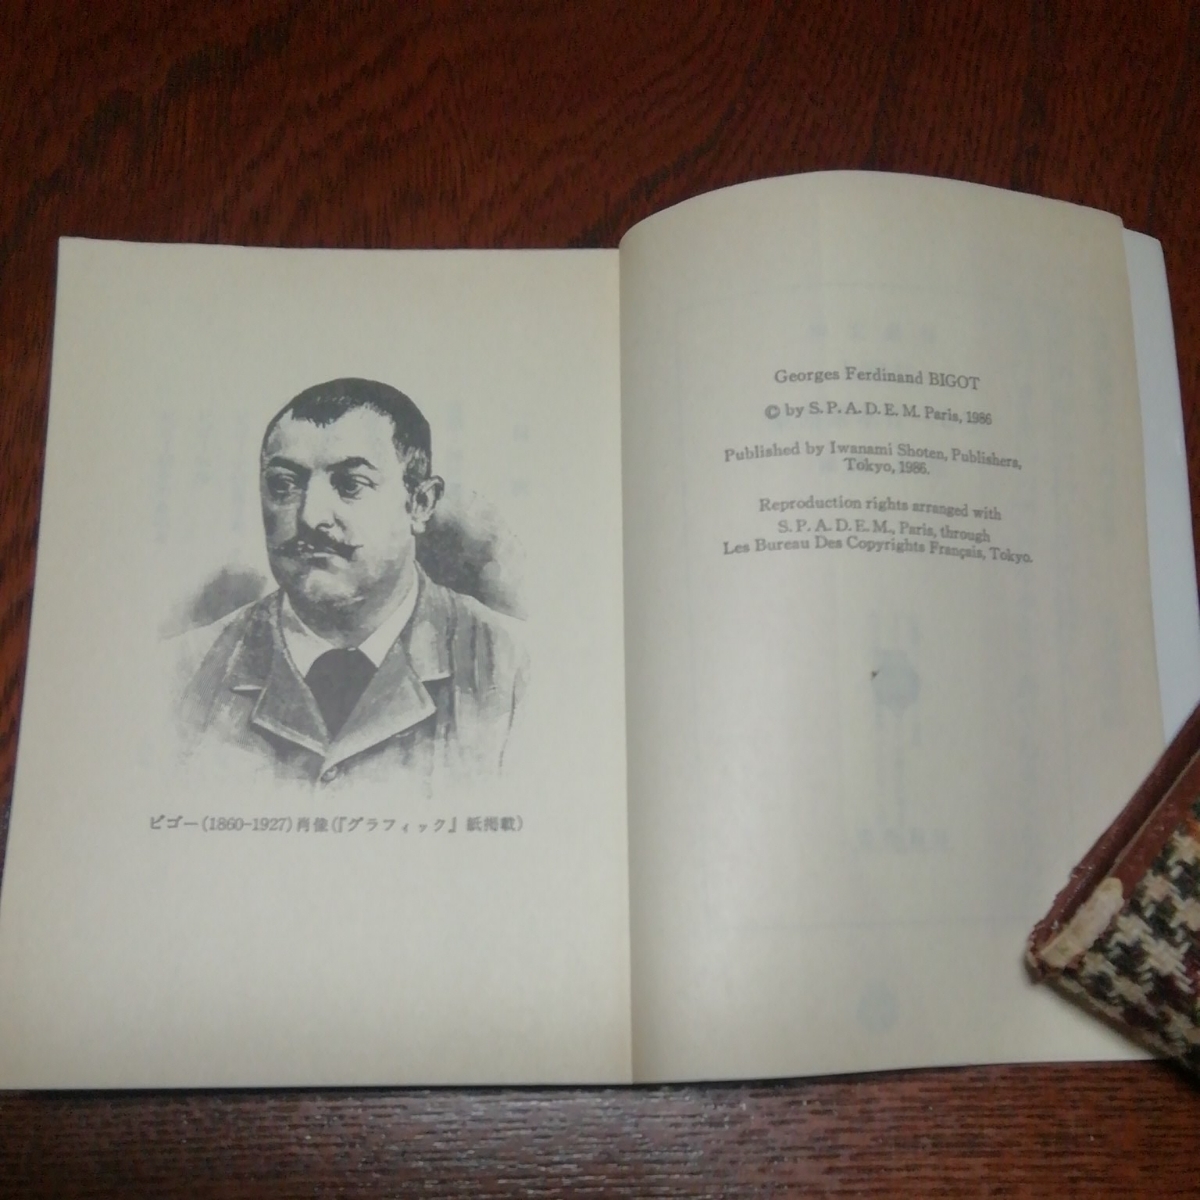 ビゴー(1860-1927)肖像(『グラフィック』紙掲載)
Georges Ferdinand BIGOT
© by S. P. A. D. E. M. Paris, 1986
Published by Iwanami Shoten, Publishers,
Tokyo, 1986.
Reproduction rights arranged with
S. P. A. D. E. M., Paris, through
Les Bureau Des Copyrights Français, Tokyo.